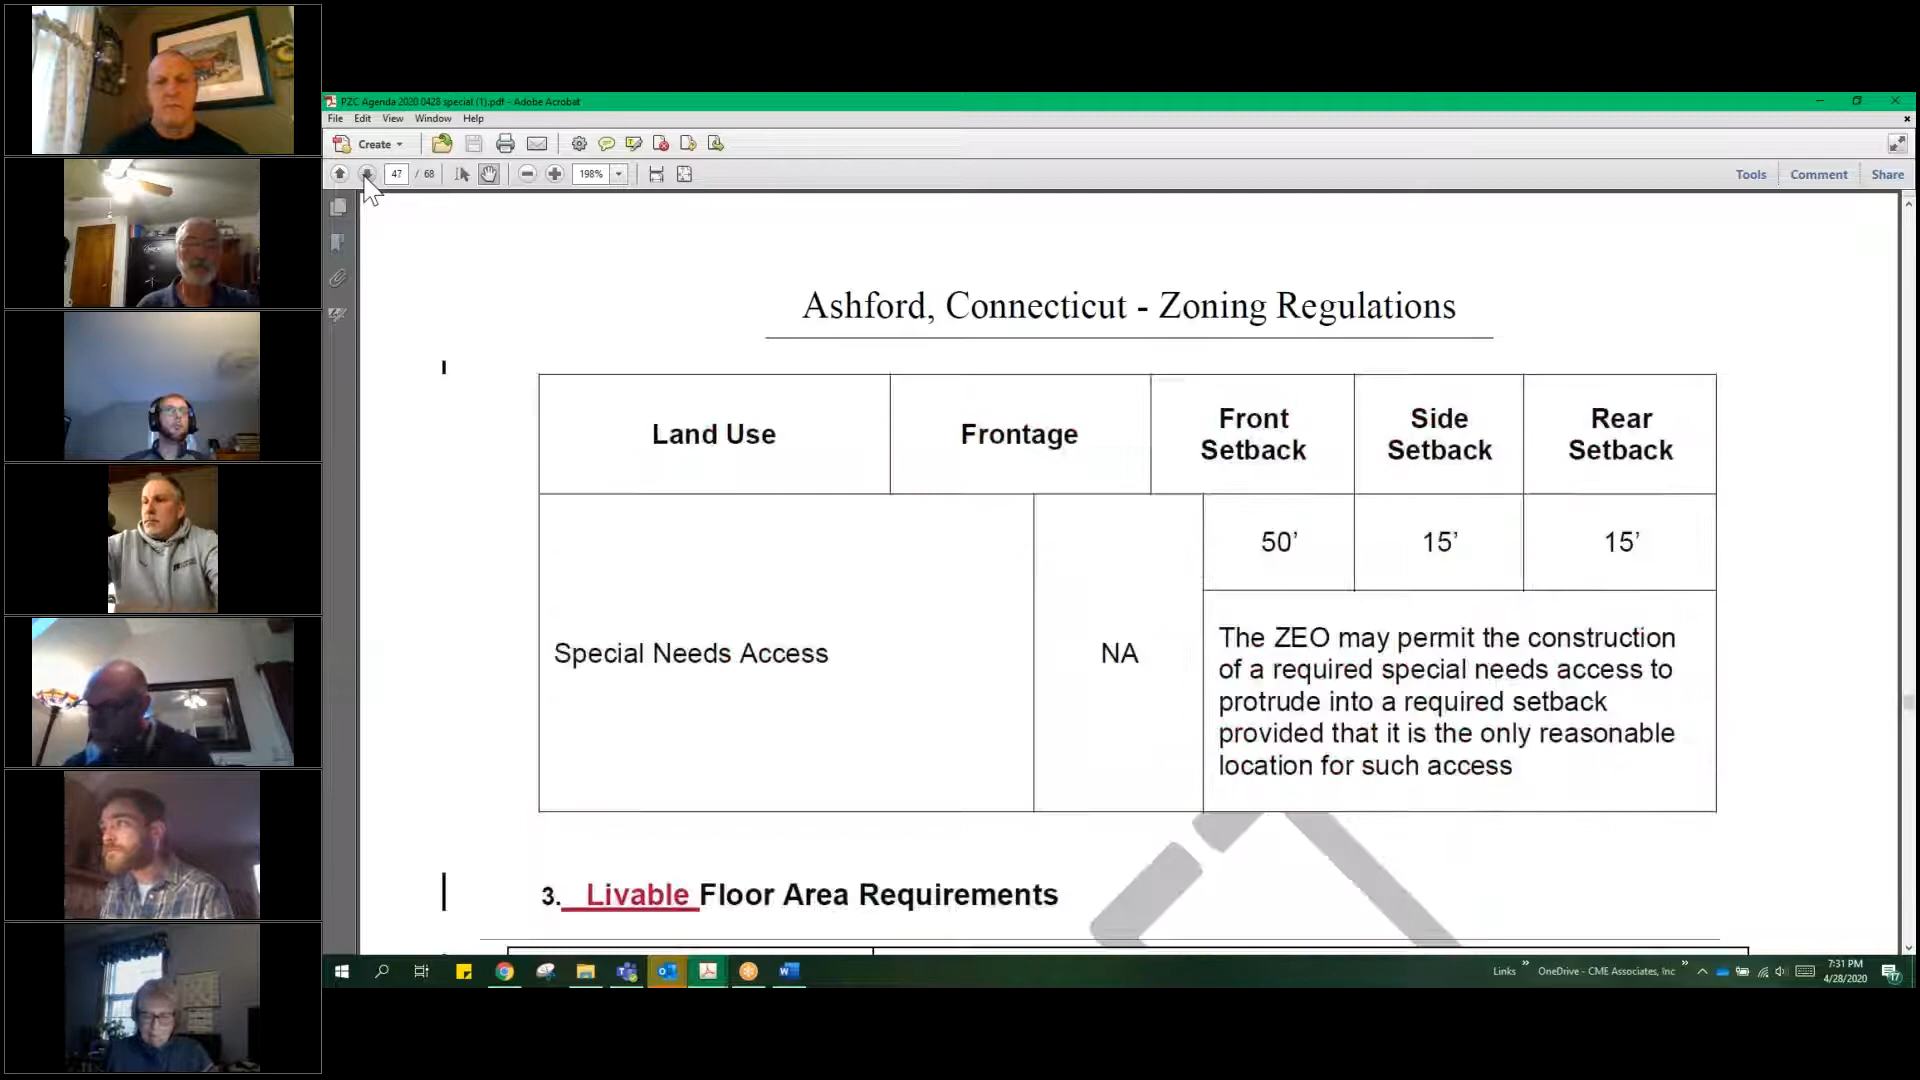 PZC Agenda 2020 0428 special (1).pdf - Adobe Acrobat
File Edit View Window Help
Create
47 / 68 198% Tools Comment Share
Ashford, Connecticut - Zoning Regulations
Land Use Frontage Front Setback Side Setback Rear Setback
Special Needs Access NA 50’ 15’ 15’
The ZEO may permit the construction
of a required special needs access to
protrude into a required setback
provided that it is the only reasonable
location for such access
3. Livable Floor Area Requirements
Links » OneDrive - CME Associates, Inc » 7:31 PM
4/28/2020
17